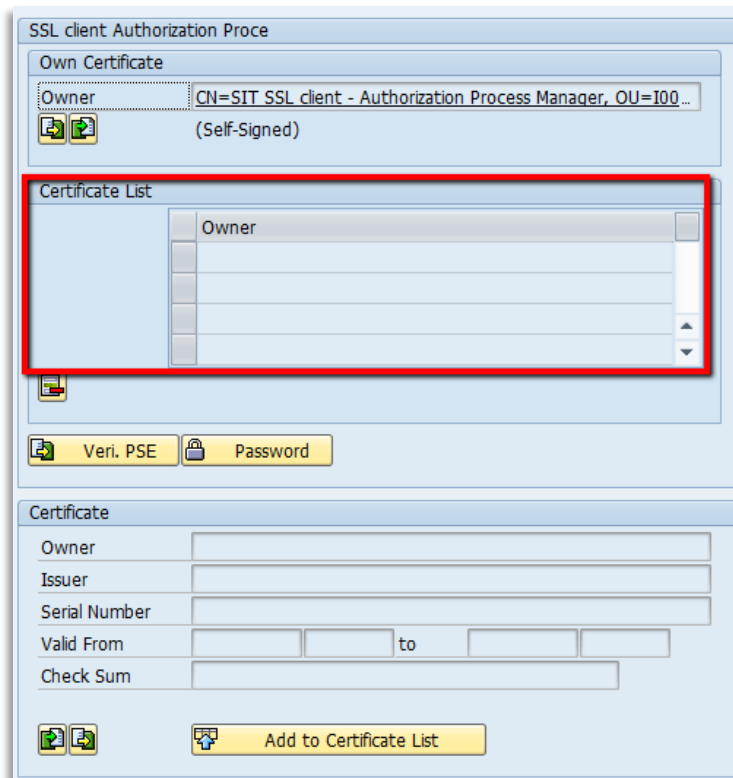 SSL client Authorization Proce
Own Certificate
Owner CN=SIT SSL client - Authorization Process Manager, OU=I00...
(Self-Signed)
Certificate List
Owner
Veri. PSE Password
Certificate
Owner
Issuer
Serial Number
Valid From to
Check Sum
Add to Certificate List